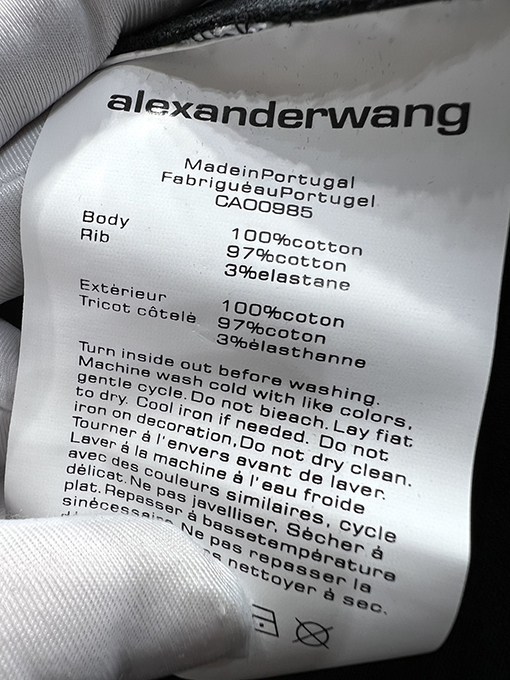 alexanderwang
MadeinPortugal
FabriguéauPortugel
CA00985
Body 100%cotton
Rib 97%cotton
3%elastane
Extérieur 100%coton
Tricot côtelé 97%coton
3%élasthanne
Turn inside out before washing.
Machine wash cold with like colors,
gentle cycle.Do not bleach.Lay fiat
to dry. Cool iron if needed. Do not
iron on decoration,Do not dry clean.
Tourner á l'envers avant de laver.
Laver á la machine á l'eau froide
avec des couleurs similaires, cycle
délicat.Ne pas javelliser. Sécher á
plat.Repasser á bassetempérature
sinécessaire. Ne pas repasser la
nettoyer á sec.